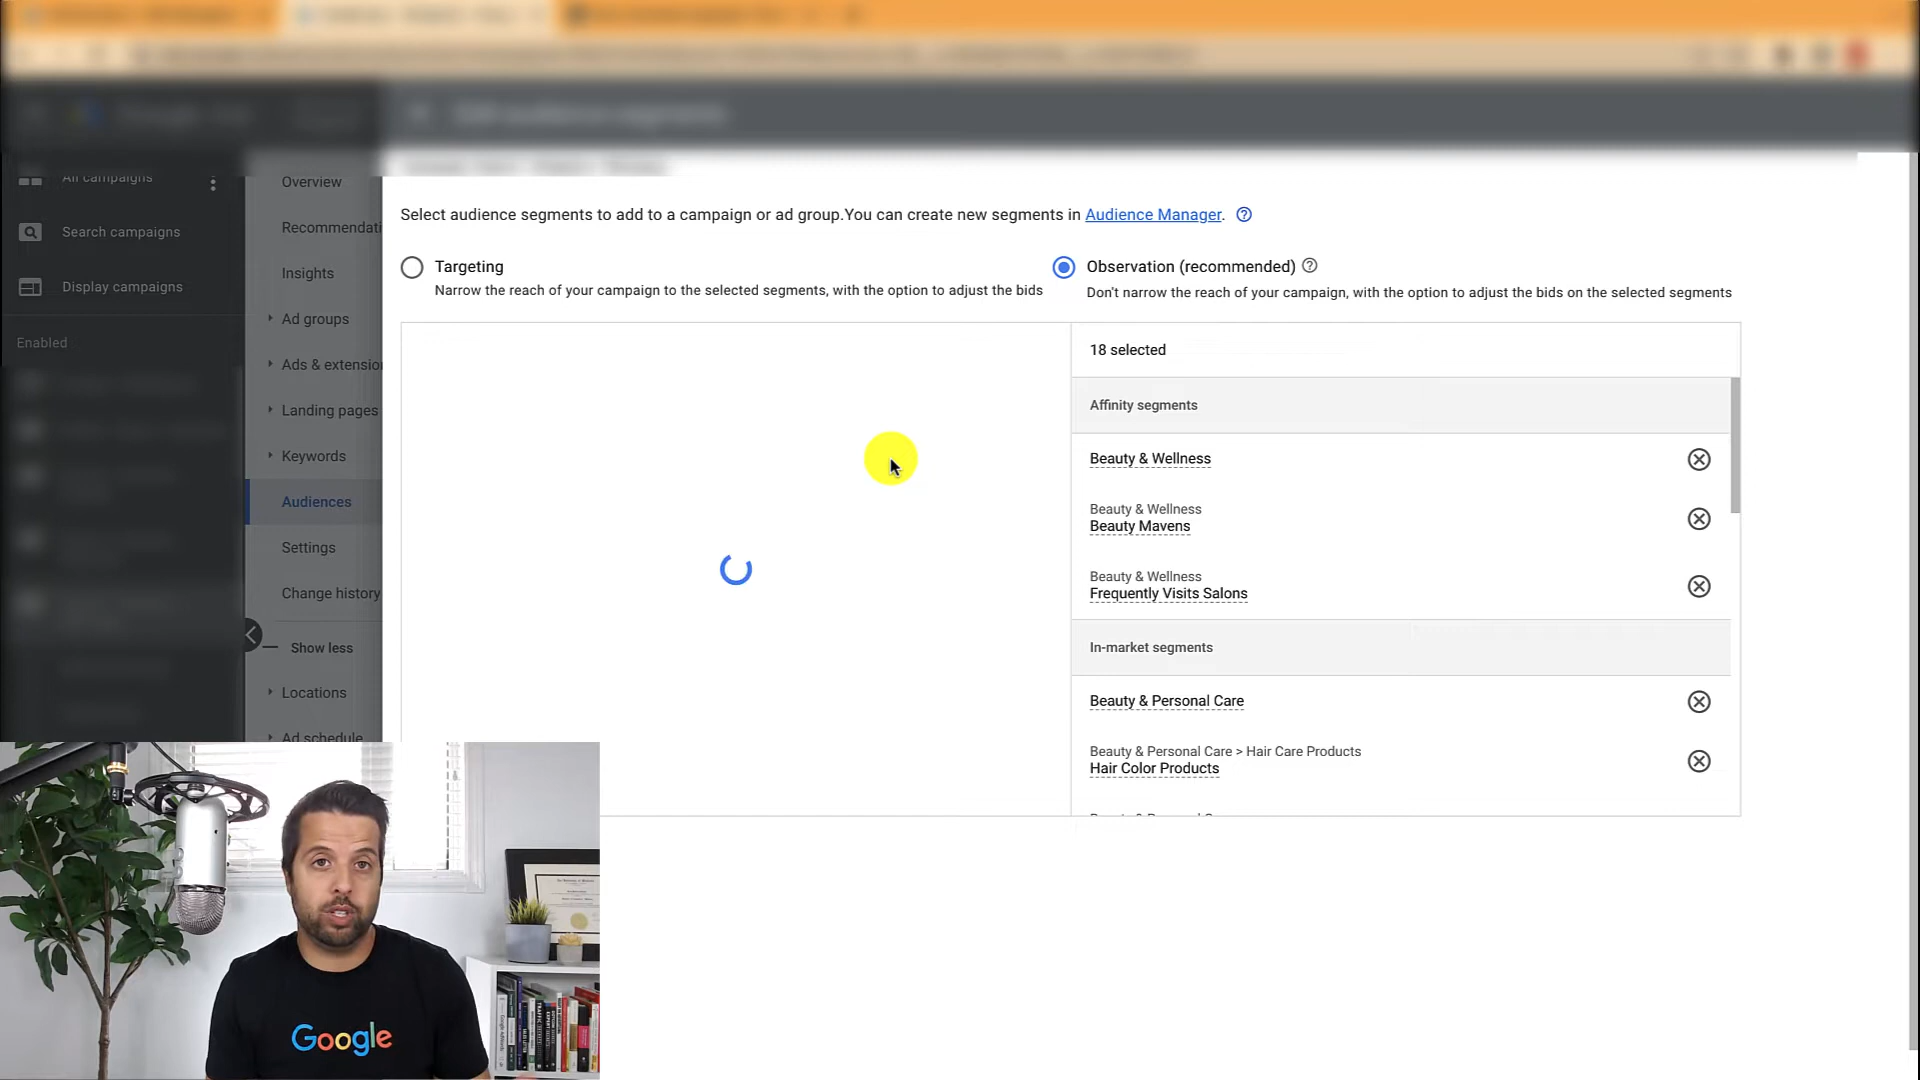 All campaigns
Search campaigns
Display campaigns
Enabled
Overview
Recommendati
Insights
Ad groups
Ads & extension
Landing pages
Keywords
Audiences
Settings
Change history
Show less
Locations
Ad schedule
Select audience segments to add to a campaign or ad group.You can create new segments in Audience Manager.
Targeting
Narrow the reach of your campaign to the selected segments, with the option to adjust the bids
Observation (recommended)
Don't narrow the reach of your campaign, with the option to adjust the bids on the selected segments
18 selected
Affinity segments
Beauty & Wellness
Beauty & Wellness
Beauty Mavens
Beauty & Wellness
Frequently Visits Salons
In-market segments
Beauty & Personal Care
Beauty & Personal Care > Hair Care Products
Hair Color Products
Google